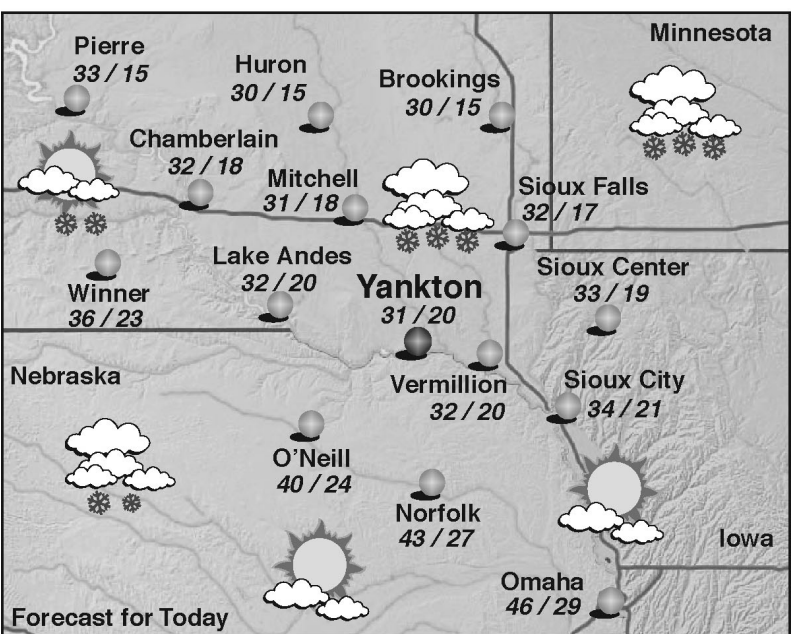 Pierre
33 / 15
Huron
30 / 15
Brookings
30 / 15
Minnesota
Chamberlain
32 / 18
Mitchell
31 / 18
Sioux Falls
32 / 17
Winner
36 / 23
Lake Andes
32 / 20
Yankton
31 / 20
Sioux Center
33 / 19
Nebraska
Vermillion
32 / 20
Sioux City
34 / 21
O'Neill
40 / 24
Norfolk
43 / 27
Iowa
Omaha
46 / 29
Forecast for Today